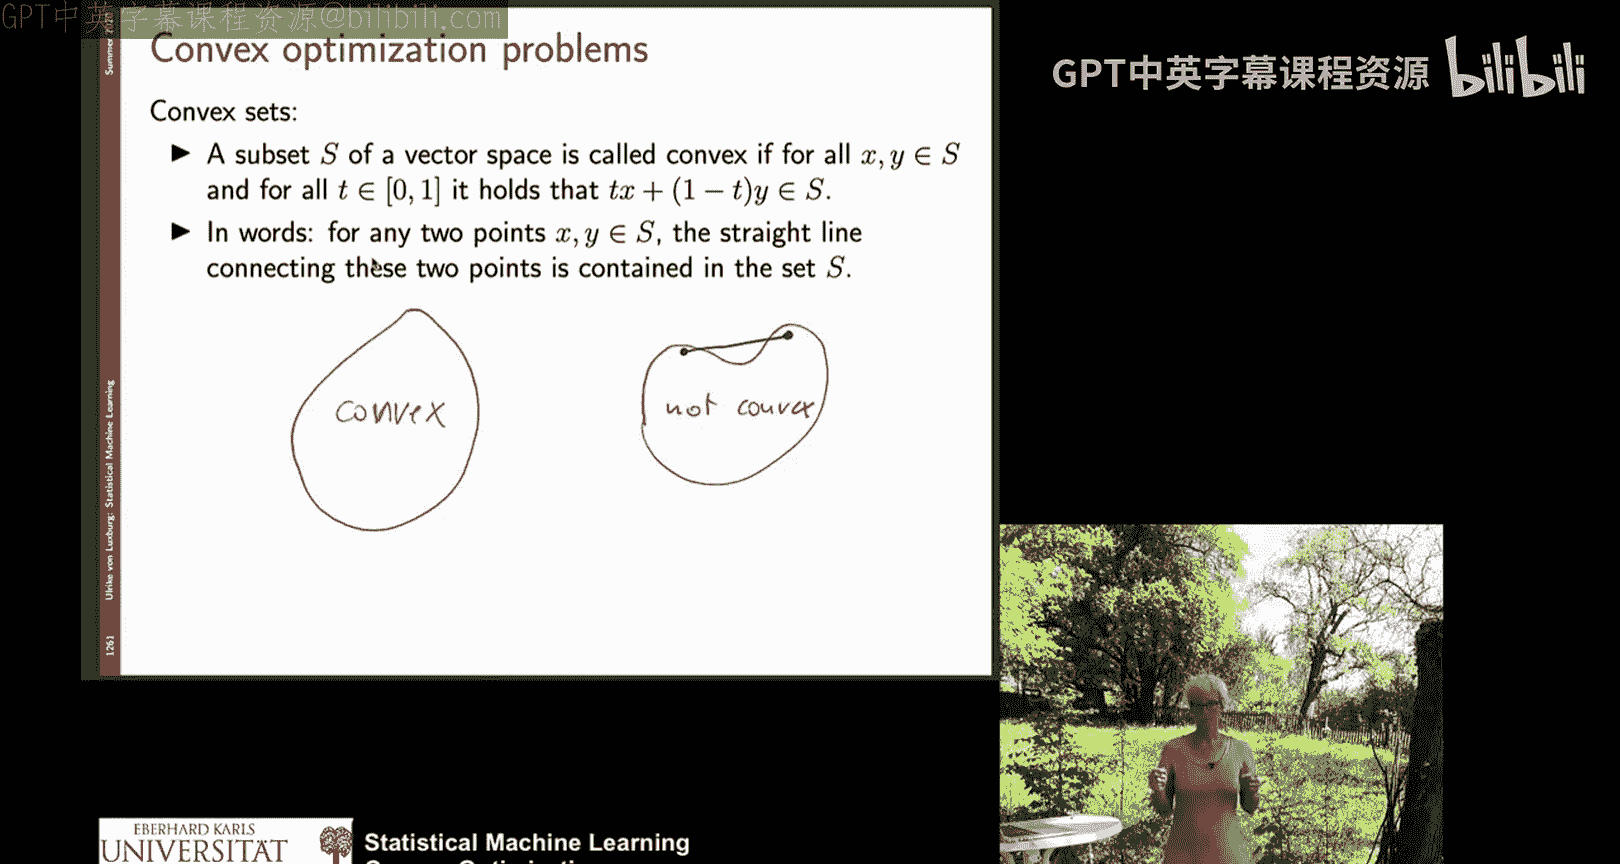 GPT中英字幕课程资源@bilibili.com
Convex optimization problems
Convex sets:
► A subset S of a vector space is called convex if for all x, y ∈ S
and for all t ∈ [0, 1] it holds that tx + (1 − t)y ∈ S.
► In words: for any two points x, y ∈ S, the straight line
connecting these two points is contained in the set S.
convex
not convex
Summer
Ulrike von Luxburg: Statistical Machine Learning
1261
GPT中英字幕课程资源 bilibili
EBERHARD KARLS
UNIVERSITÄT
Statistical Machine Learning